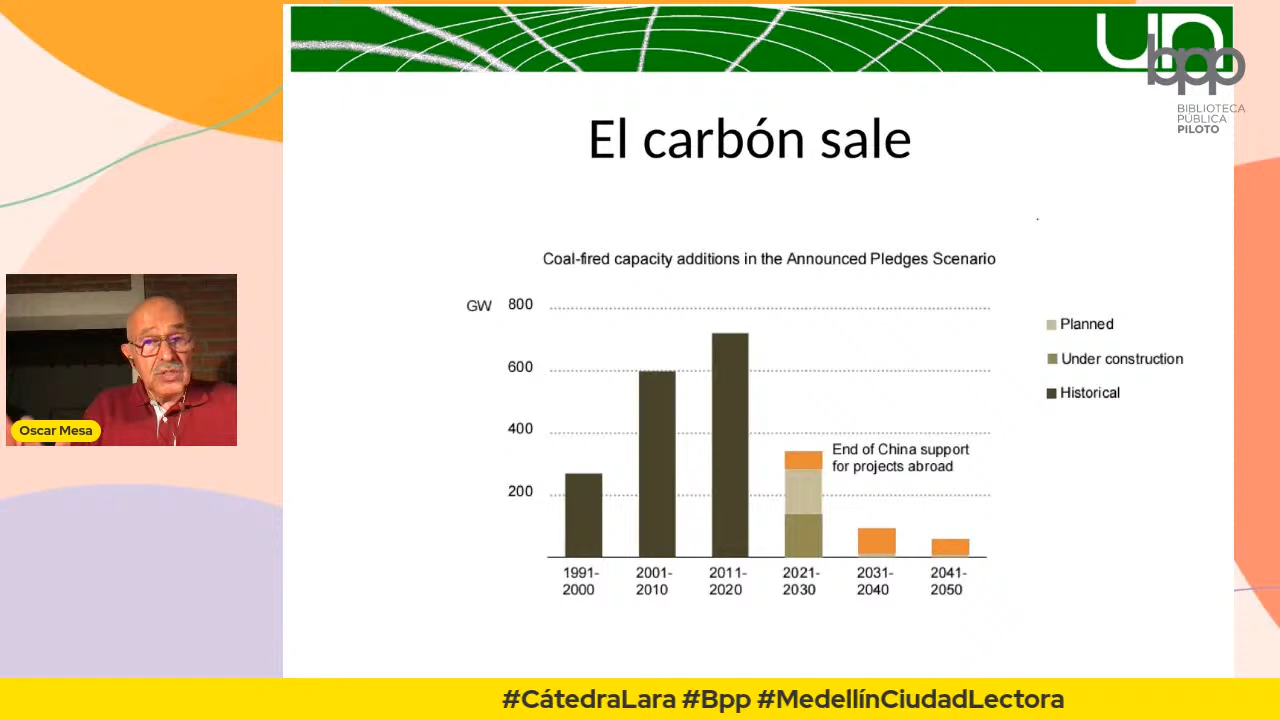 un
bpp
BIBLIOTECA
PÚBLICA
PILOTO
El carbón sale
Coal-fired capacity additions in the Announced Pledges Scenario
GW
800
600
400
200
Planned
Under construction
Historical
End of China support
for projects abroad
1991-
2000
2001-
2010
2011-
2020
2021-
2030
2031-
2040
2041-
2050
Oscar Mesa
#CátedraLara #Bpp #MedellínCiudadLectora